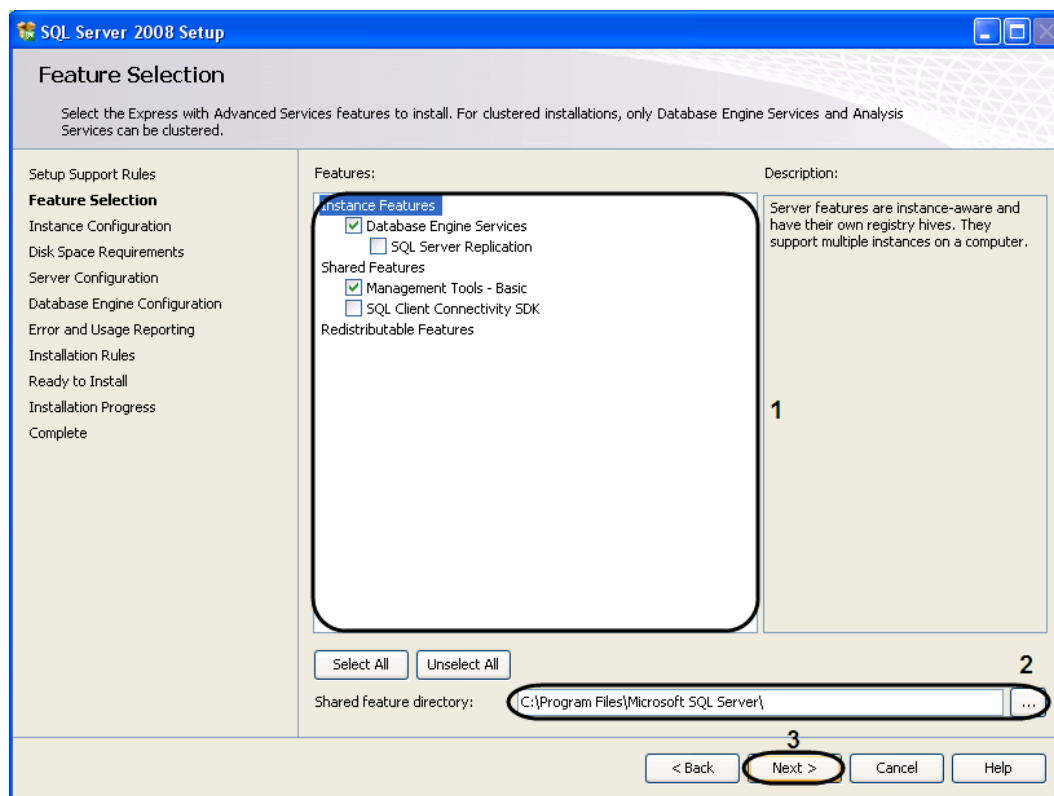 SQL Server 2008 Setup
Feature Selection
Select the Express with Advanced Services features to install. For clustered installations, only Database Engine Services and Analysis
Services can be clustered.
Setup Support Rules
Feature Selection
Instance Configuration
Disk Space Requirements
Server Configuration
Database Engine Configuration
Error and Usage Reporting
Installation Rules
Ready to Install
Installation Progress
Complete
Features:
Instance Features
Database Engine Services
SQL Server Replication
Shared Features
Management Tools - Basic
SQL Client Connectivity SDK
Redistributable Features
Description:
Server features are instance-aware and
have their own registry hives. They
support multiple instances on a computer.
1
Select All Unselect All
2
Shared feature directory: C:\Program Files\Microsoft SQL Server\ ...
3
< Back Next > Cancel Help